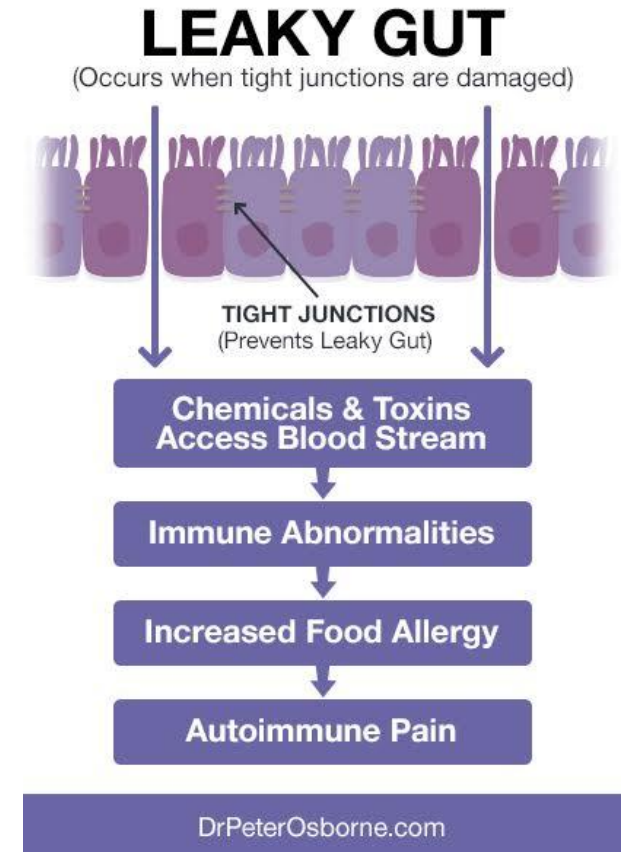 LEAKY GUT
(Occurs when tight junctions are damaged)
TIGHT JUNCTIONS
(Prevents Leaky Gut)
Chemicals & Toxins
Access Blood Stream
Immune Abnormalities
Increased Food Allergy
Autoimmune Pain
DrPeterOsborne.com